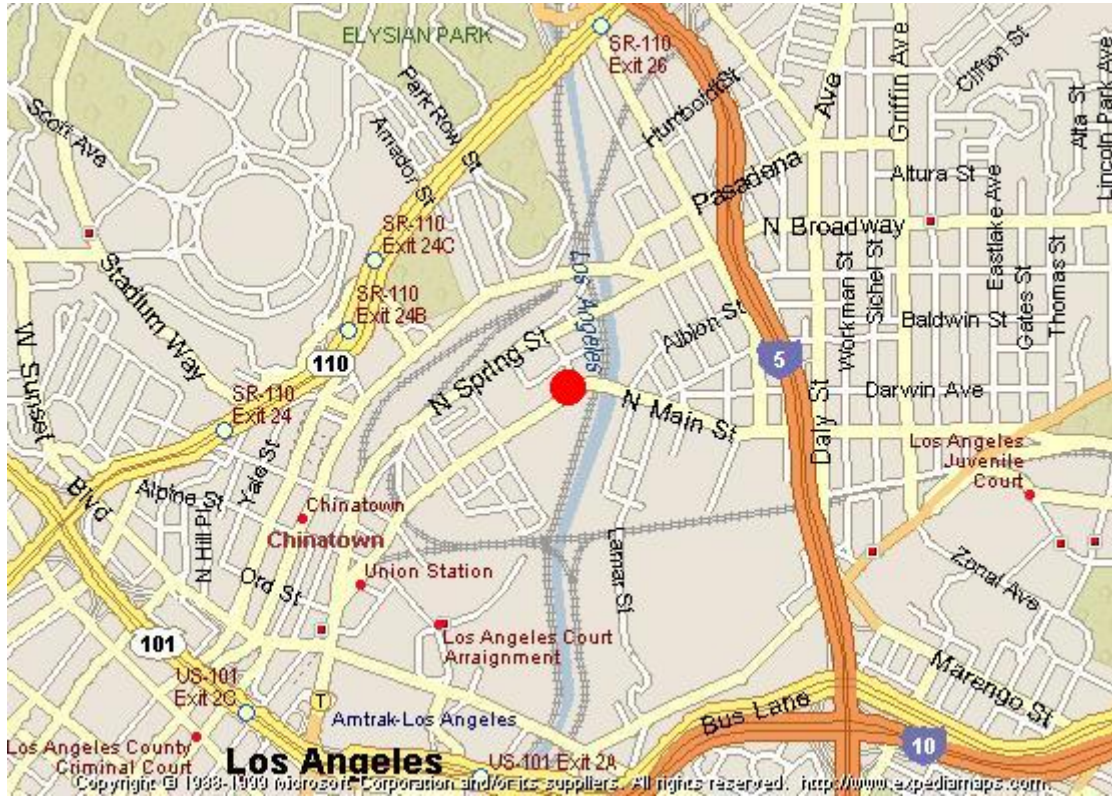 ELYSIAN PARK
SR-110
Exit 26
Clifton St
Griffin Ave
Ave
Alta St
Lincoln Park Ave
Scott Ave
Park Row St
Amador St
Humboldt St
Pasadena
Altura St
N Broadway
SR-110
Exit 24C
Stadium Way
SR-110
Exit 24B
Los Angeles
Workman St
Sichel St
Eastlake Ave
Gates St
Thomas St
Baldwin St
Albion St
110
N Spring St
5
W Sunset
Blvd
SR-110
Exit 24
N Main St
Daly St
Darwin Ave
Los Angeles
Juvenile
Court
Yale St
Alpine St
Chinatown
Chinatown
N Hill Pl
Ord St
Union Station
Lamar St
Zonal Ave
101
Los Angeles Court
Arraignment
Marengo St
US-101
Exit 2C
T
Amtrak-Los Angeles
Bus Lane
10
Los Angeles County
Criminal Court
Los Angeles
US-101 Exit 2A
Copyright © 1988-1999 Microsoft Corporation and/or its suppliers. All rights reserved. http://www.expediamaps.com.